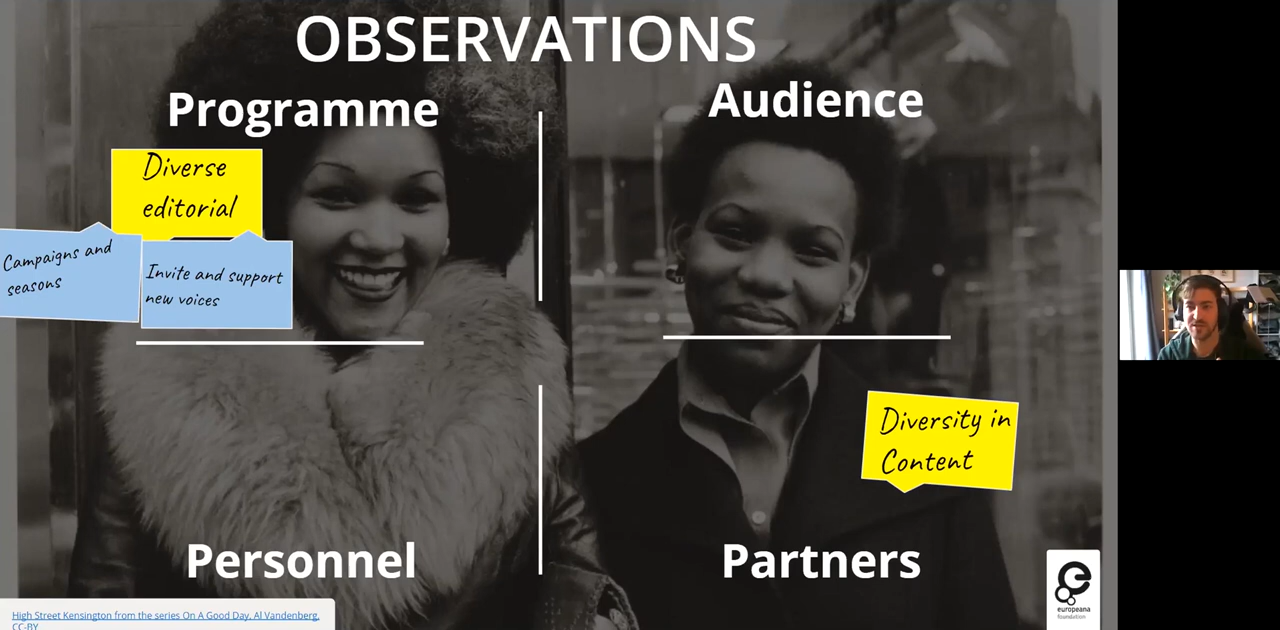 OBSERVATIONS
Programme
Audience
Diverse
editorial
Campaigns and
seasons
Invite and support
new voices
Diversity in
Content
Personnel
Partners
europeana
foundation
High Street Kensington from the series On A Good Day, Al Vandenberg,
CC-BY